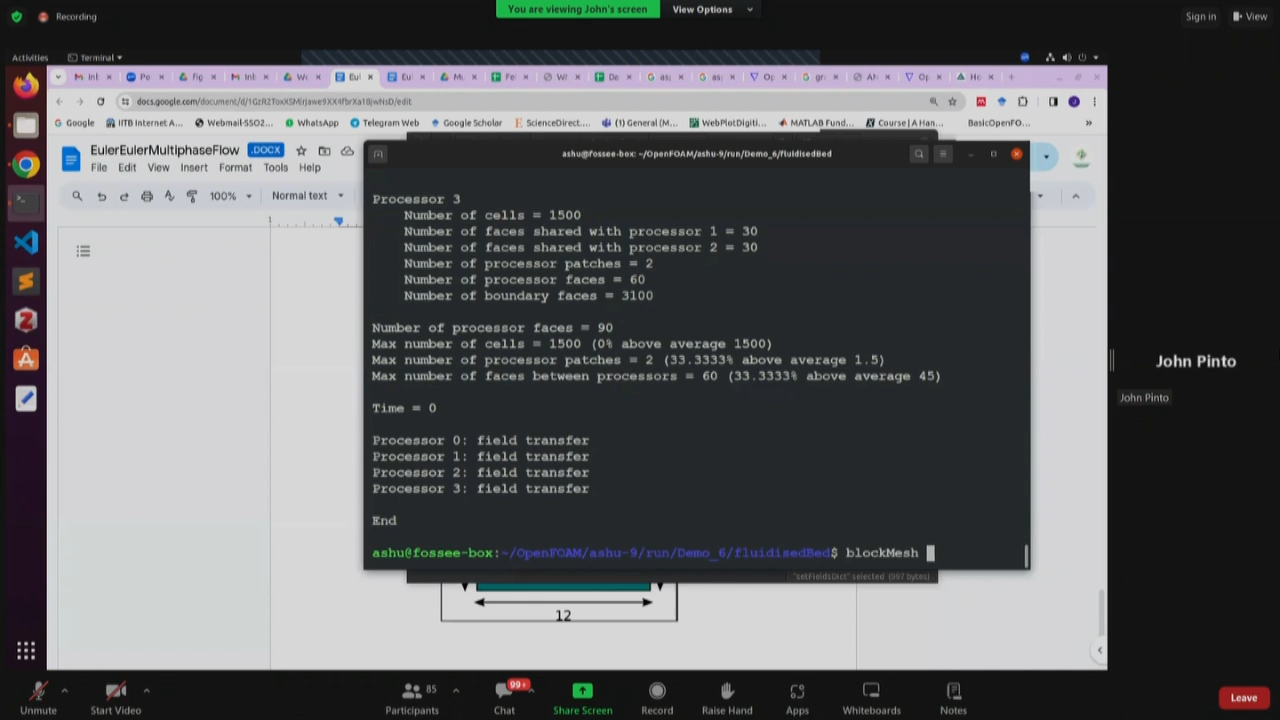 Recording
You are viewing John's screen
View Options
Sign in
View
Activities
Terminal
docs.google.com/document/d/
/edit
Google
IITB Internet A...
Webmail-SSO2...
WhatsApp
Telegram Web
Google Scholar
ScienceDirect....
(1) General (M...
WebPlotDigiti...
MATLAB Fund...
Course | A Han...
BasicOpenFO...
»
EulerEulerMultiphaseFlow
.DOCX
File Edit View Insert Format Tools Help
100%
Normal text
1
ashu@fossee-box: ~/OpenFOAM/ashu-9/run/Demo_6/fluidisedBed
Processor 3
Number of cells = 1500
Number of faces shared with processor 1 = 30
Number of faces shared with processor 2 = 30
Number of processor patches = 2
Number of processor faces = 60
Number of boundary faces = 3100
Number of processor faces = 90
Max number of cells = 1500 (0% above average 1500)
Max number of processor patches = 2 (33.3333% above average 1.5)
Max number of faces between processors = 60 (33.3333% above average 45)
Time = 0
Processor 0: field transfer
Processor 1: field transfer
Processor 2: field transfer
Processor 3: field transfer
End
ashu@fossee-box:~/OpenFOAM/ashu-9/run/Demo_6/fluidisedBed$ blockMesh
"setFieldsDict" selected (997 bytes)
12
John Pinto
John Pinto
Unmute
Start Video
85
Participants
99+
Chat
Share Screen
Record
Raise Hand
Apps
Whiteboards
Notes
Leave